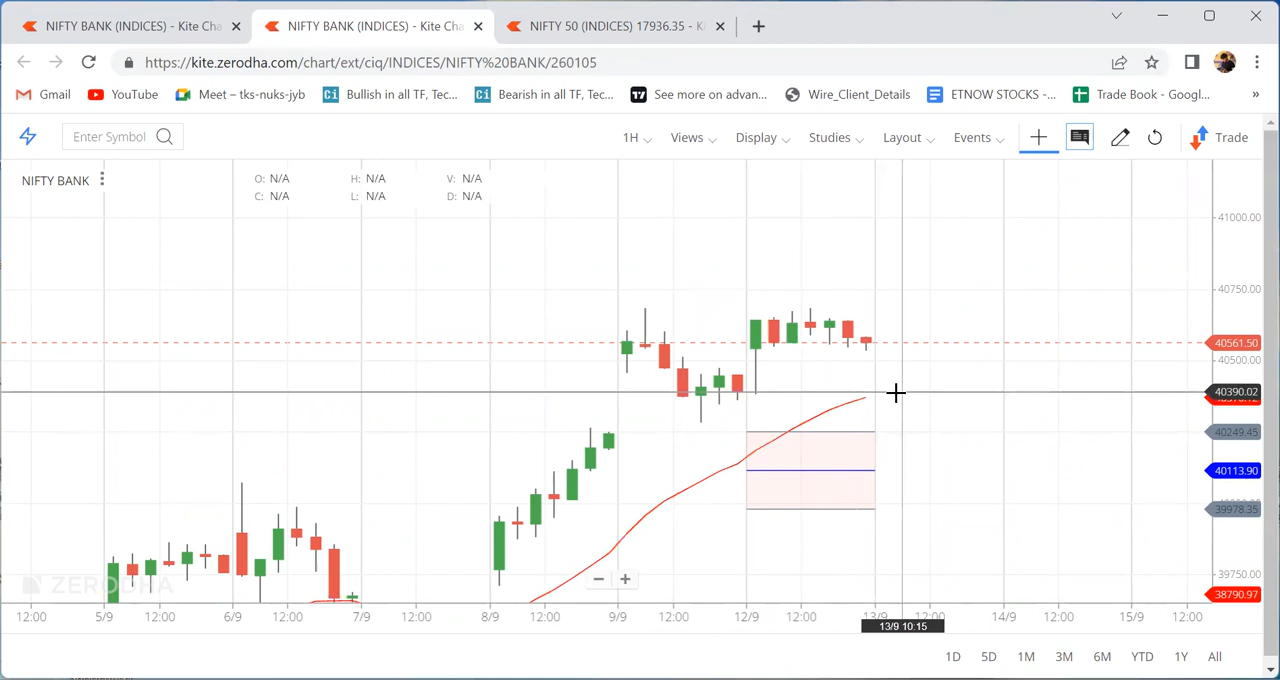 NIFTY BANK (INDICES) - Kite Cha
NIFTY BANK (INDICES) - Kite Cha
NIFTY 50 (INDICES) 17936.35 - Ki
https://kite.zerodha.com/chart/ext/ciq/INDICES/NIFTY%20BANK/260105
Gmail
YouTube
Meet – tks-nuks-jyb
Bullish in all TF, Tec...
Bearish in all TF, Tec...
See more on advan...
Wire_Client_Details
ETNOW STOCKS -...
Trade Book - Googl...
»
Enter Symbol
1H
Views
Display
Studies
Layout
Events
Trade
NIFTY BANK
O: N/A H: N/A V: N/A
C: N/A L: N/A D: N/A
41000.00
40750.00
40561.50
40500.00
40390.02
40249.45
40113.90
39978.35
39750.00
38790.97
ZERODHA
12:00 5/9 12:00 6/9 12:00 7/9 12:00 8/9 12:00 9/9 12:00 12/9 12:00 13/9 12:00 14/9 12:00 15/9 12:00
13/9 10:15
1D 5D 1M 3M 6M YTD 1Y All